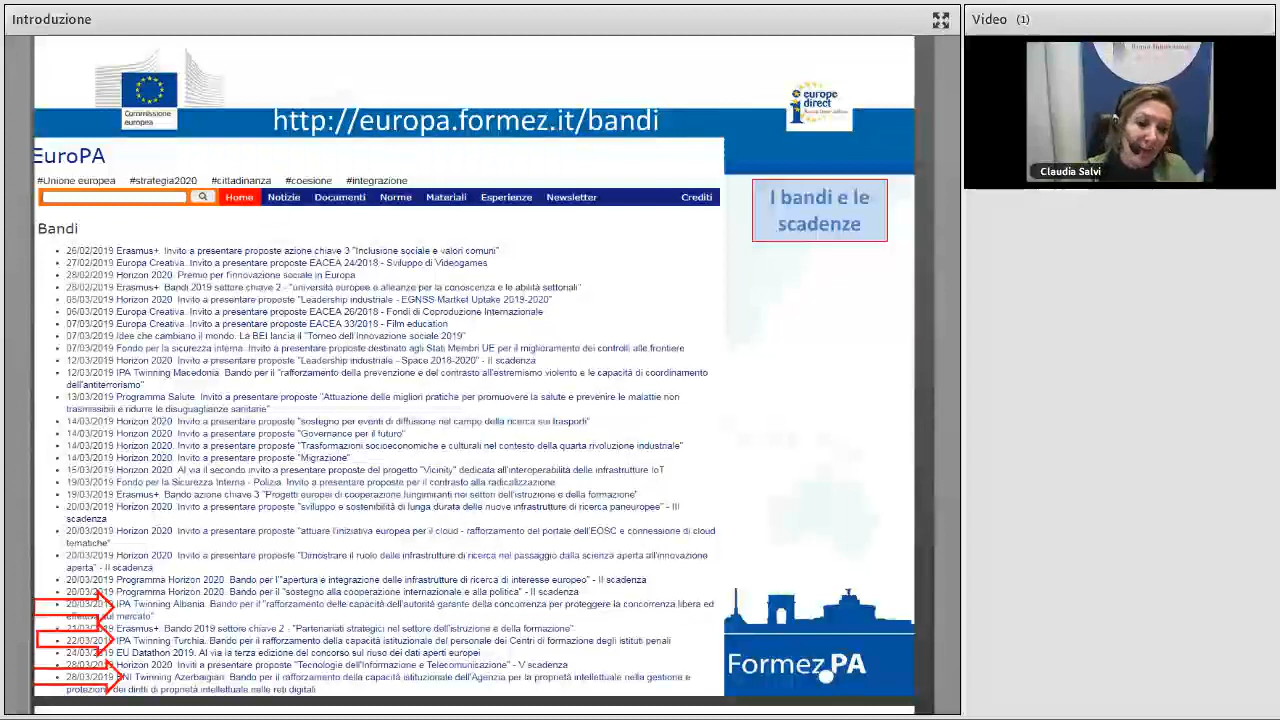 Introduzione
Video (1)
Commissione
europea
http://europa.formez.it/bandi
europe
direct
EuroPA
#Unione europea #strategia2020 #cittadinanza #coesione #integrazione
Home Notizie Documenti Norme Materiali Esperienze Newsletter Crediti
I bandi e le
scadenze
Claudia Salvi
Bandi
26/02/2019 Erasmus+. Invito a presentare proposte azione chiave 3 "Inclusione sociale e valori comuni"
27/02/2019 Europa Creativa. Invito a presentare proposte EACEA 24/2018 - Sviluppo di Videogames
28/02/2019 Horizon 2020. Premio per l'innovazione sociale in Europa
28/02/2019 Erasmus+. Bandi 2019 settore chiave 2 - "università europee e alleanze per la conoscenza e le abilità settoriali"
05/03/2019 Horizon 2020. Invito a presentare proposte "Leadership industriale - EGNSS Martket Uptake 2019-2020"
06/03/2019 Europa Creativa. Invito a presentare proposte EACEA 26/2018 - Fondi di Coproduzione Internazionale
07/03/2019 Europa Creativa. Invito a presentare proposte EACEA 33/2018 - Film education
07/03/2019 Idee che cambiano il mondo. La BEI lancia il "Torneo dell'innovazione sociale 2019"
07/03/2019 Fondo per la sicurezza interna. Invito a presentare proposte destinato agli Stati Membri UE per il miglioramento dei controlli alle frontiere
12/03/2019 Horizon 2020. Invito a presentare proposte "Leadership industriale - Space 2018-2020" - II scadenza
12/03/2019 IPA Twinning Macedonia. Bando per il "rafforzamento della prevenzione e del contrasto all'estremismo violento e le capacità di coordinamento
dell'antiterrorismo"
13/03/2019 Programma Salute. Invito a presentare proposte "Attuazione delle migliori pratiche per promuovere la salute e prevenire le malattie non
trasmissibili e ridurre le disuguaglianze sanitarie"
14/03/2019 Horizon 2020. Invito a presentare proposte "sostegno per eventi di diffusione nel campo della ricerca sui trasporti"
14/03/2019 Horizon 2020. Invito a presentare proposte "Governance per il futuro"
14/03/2019 Horizon 2020. Invito a presentare proposte "Trasformazioni socioeconomiche e culturali nel contesto della quarta rivoluzione industriale"
14/03/2019 Horizon 2020. Invito a presentare proposte "Migrazione"
15/03/2019 Horizon 2020. Al via il secondo invito a presentare proposte del progetto "Vicinity" dedicata all'interoperabilità delle infrastrutture IoT
19/03/2019 Fondo per la Sicurezza Interna - Polizia. Invito a presentare proposte per il contrasto alla radicalizzazione
19/03/2019 Erasmus+. Bando azione chiave 3 "Progetti europei di cooperazione lungimiranti nei settori dell'istruzione e della formazione"
20/03/2019 Horizon 2020. Invito a presentare proposte "sviluppo e sostenibilità di lunga durata delle nuove infrastrutture di ricerca paneuropee" - III
scadenza
20/03/2019 Horizon 2020. Invito a presentare proposte "attuare l'iniziativa europea per il cloud - rafforzamento del portale dell'EOSC e connessione di cloud
tematiche"
20/03/2019 Horizon 2020. Invito a presentare proposte "Dimostrare il ruolo delle infrastrutture di ricerca nel passaggio dalla scienza aperta all'innovazione
aperta" - II scadenza
20/03/2019 Programma Horizon 2020. Bando per l'"apertura e integrazione delle infrastrutture di ricerca di interesse europeo" - II scadenza
20/03/2019 Programma Horizon 2020. Bando per il "sostegno alla cooperazione internazionale e alla politica" - II scadenza
20/03/2019 IPA Twinning Albania. Bando per il "rafforzamento delle capacità dell'autorità garante della concorrenza per proteggere la concorrenza libera ed
effettiva sul mercato"
21/03/2019 Erasmus+. Bando 2019 settore chiave 2 - "Partenariati strategici nel settore dell'istruzione e della formazione"
22/03/2019 IPA Twinning Turchia. Bando per il rafforzamento della capacità istituzionale del personale dei Centri di formazione degli istituti penali
24/03/2019 EU Datathon 2019. Al via la terza edizione del concorso sul riuso dei dati aperti europei
28/03/2019 Horizon 2020. Inviti a presentare proposte "Tecnologie dell'Informazione e Telecomunicazione" - V scadenza
28/03/2019 ENI Twinning Azerbaigian. Bando per il rafforzamento della capacità istituzionale dell'Agenzia per la proprietà intellettuale nella gestione e
protezione dei diritti di proprietà intellettuale nelle reti digitali
Formez PA